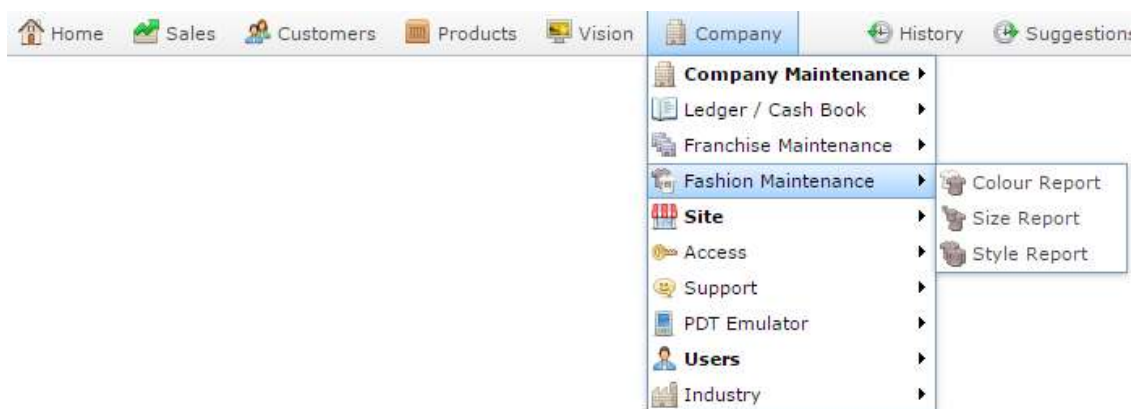 Home Sales Customers Products Vision Company History Suggestions
Company Maintenance
Ledger / Cash Book
Franchise Maintenance
Fashion Maintenance
Colour Report
Site
Size Report
Access
Style Report
Support
PDT Emulator
Users
Industry